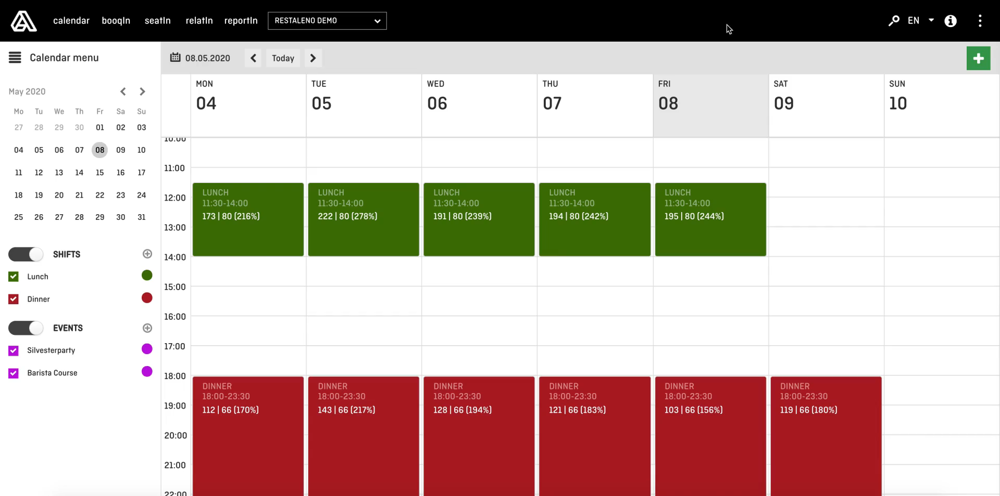 calendar booqIn seatIn relatIn reportIn RESTALENO DEMO EN
Calendar menu
08.05.2020 Today
May 2020
Mo Tu We Th Fr Sa Su
27 28 29 30 01 02 03
04 05 06 07 08 09 10
11 12 13 14 15 16 17
18 19 20 21 22 23 24
25 26 27 28 29 30 31
SHIFTS
Lunch
Dinner
EVENTS
Silvesterparty
Barista Course
MON TUE WED THU FRI SAT SUN
04 05 06 07 08 09 10
10:00
11:00
LUNCH LUNCH LUNCH LUNCH LUNCH
12:00
11:30-14:00 11:30-14:00 11:30-14:00 11:30-14:00 11:30-14:00
173 | 80 (216%) 222 | 80 (278%) 191 | 80 (239%) 194 | 80 (242%) 195 | 80 (244%)
13:00
14:00
15:00
16:00
17:00
18:00
DINNER DINNER DINNER DINNER DINNER DINNER
18:00-23:30 18:00-23:30 18:00-23:30 18:00-23:30 18:00-23:30 18:00-23:30
19:00
112 | 66 (170%) 143 | 66 (217%) 128 | 66 (194%) 121 | 66 (183%) 103 | 66 (156%) 119 | 66 (180%)
20:00
21:00
22:00